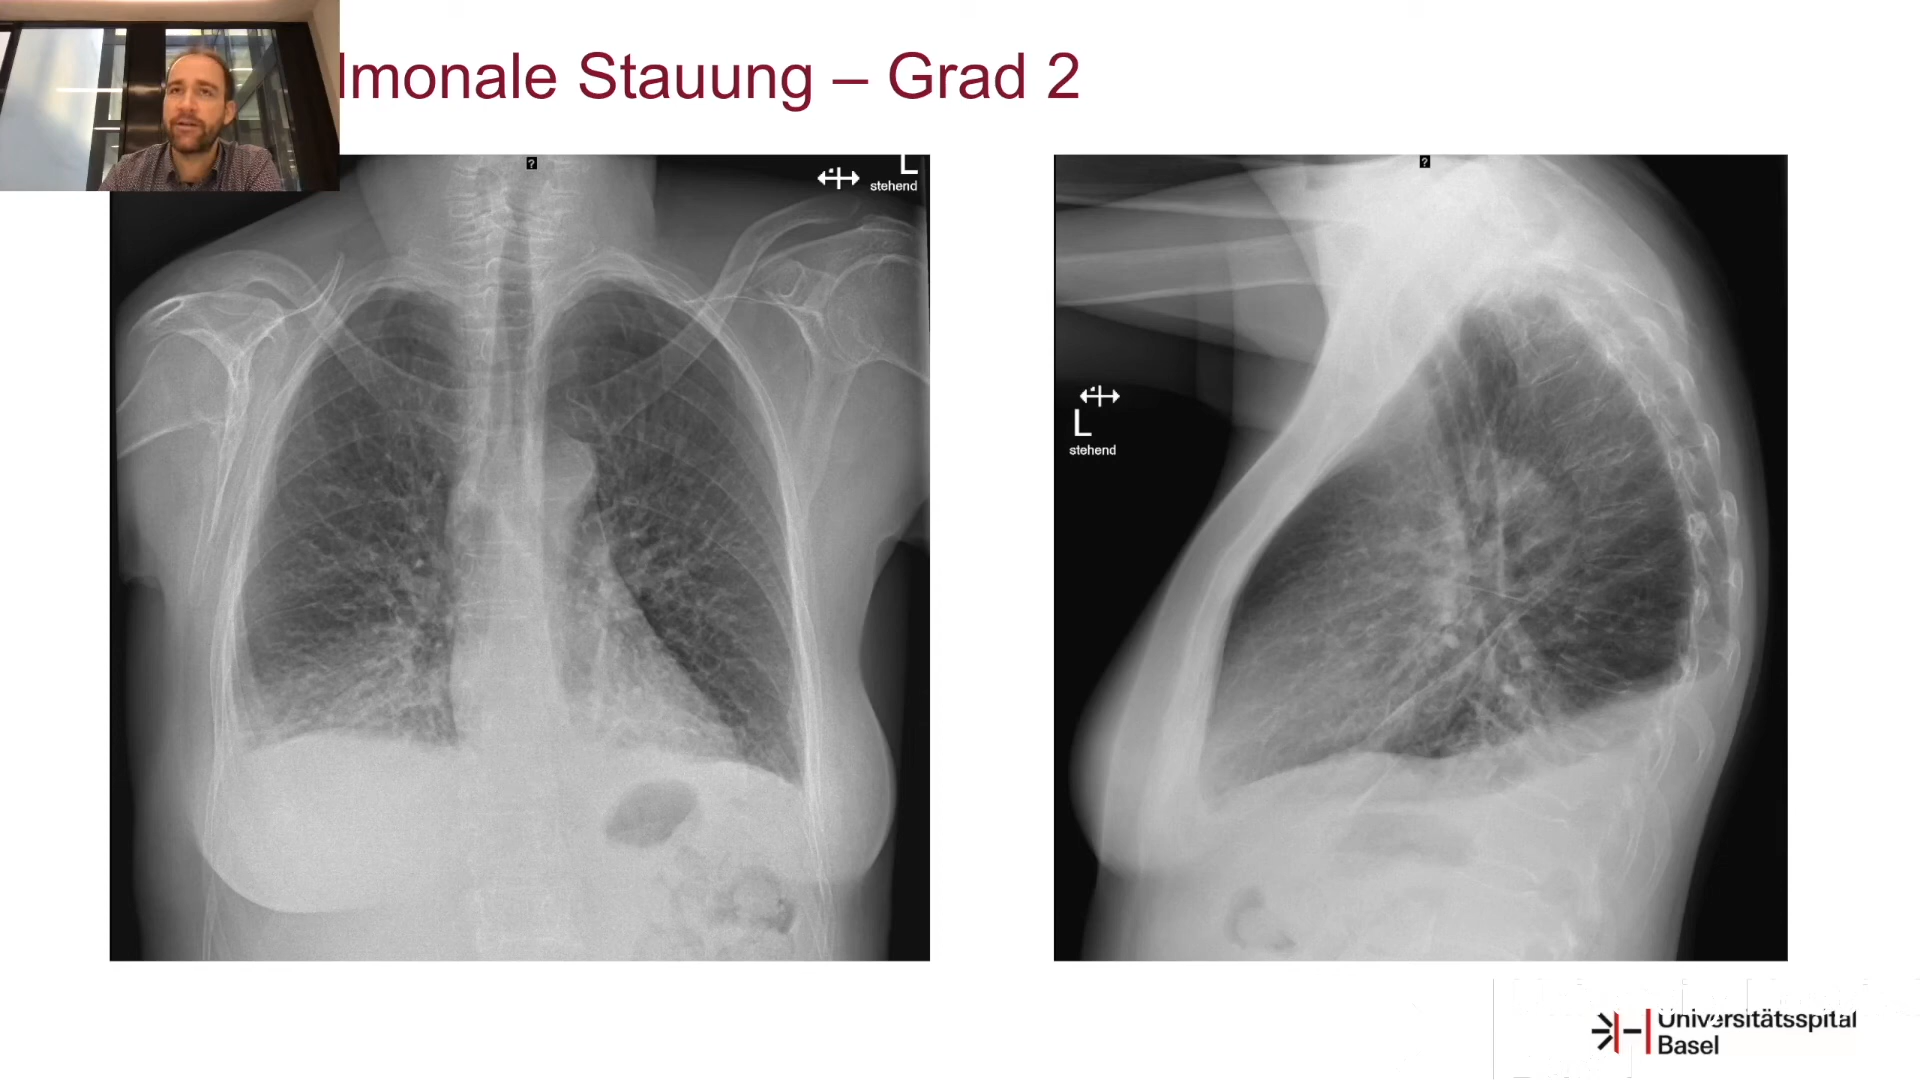 lmonale Stauung – Grad 2
?
L
stehend
?
L
stehend
Universitätsspital
Basel